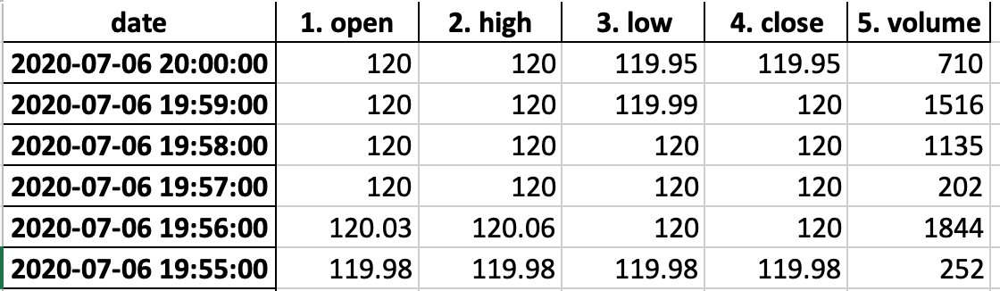 date 1. open 2. high 3. low 4. close 5. volume
2020-07-06 20:00:00 120 120 119.95 119.95 710
2020-07-06 19:59:00 120 120 119.99 120 1516
2020-07-06 19:58:00 120 120 120 120 1135
2020-07-06 19:57:00 120 120 120 120 202
2020-07-06 19:56:00 120.03 120.06 120 120 1844
2020-07-06 19:55:00 119.98 119.98 119.98 119.98 252